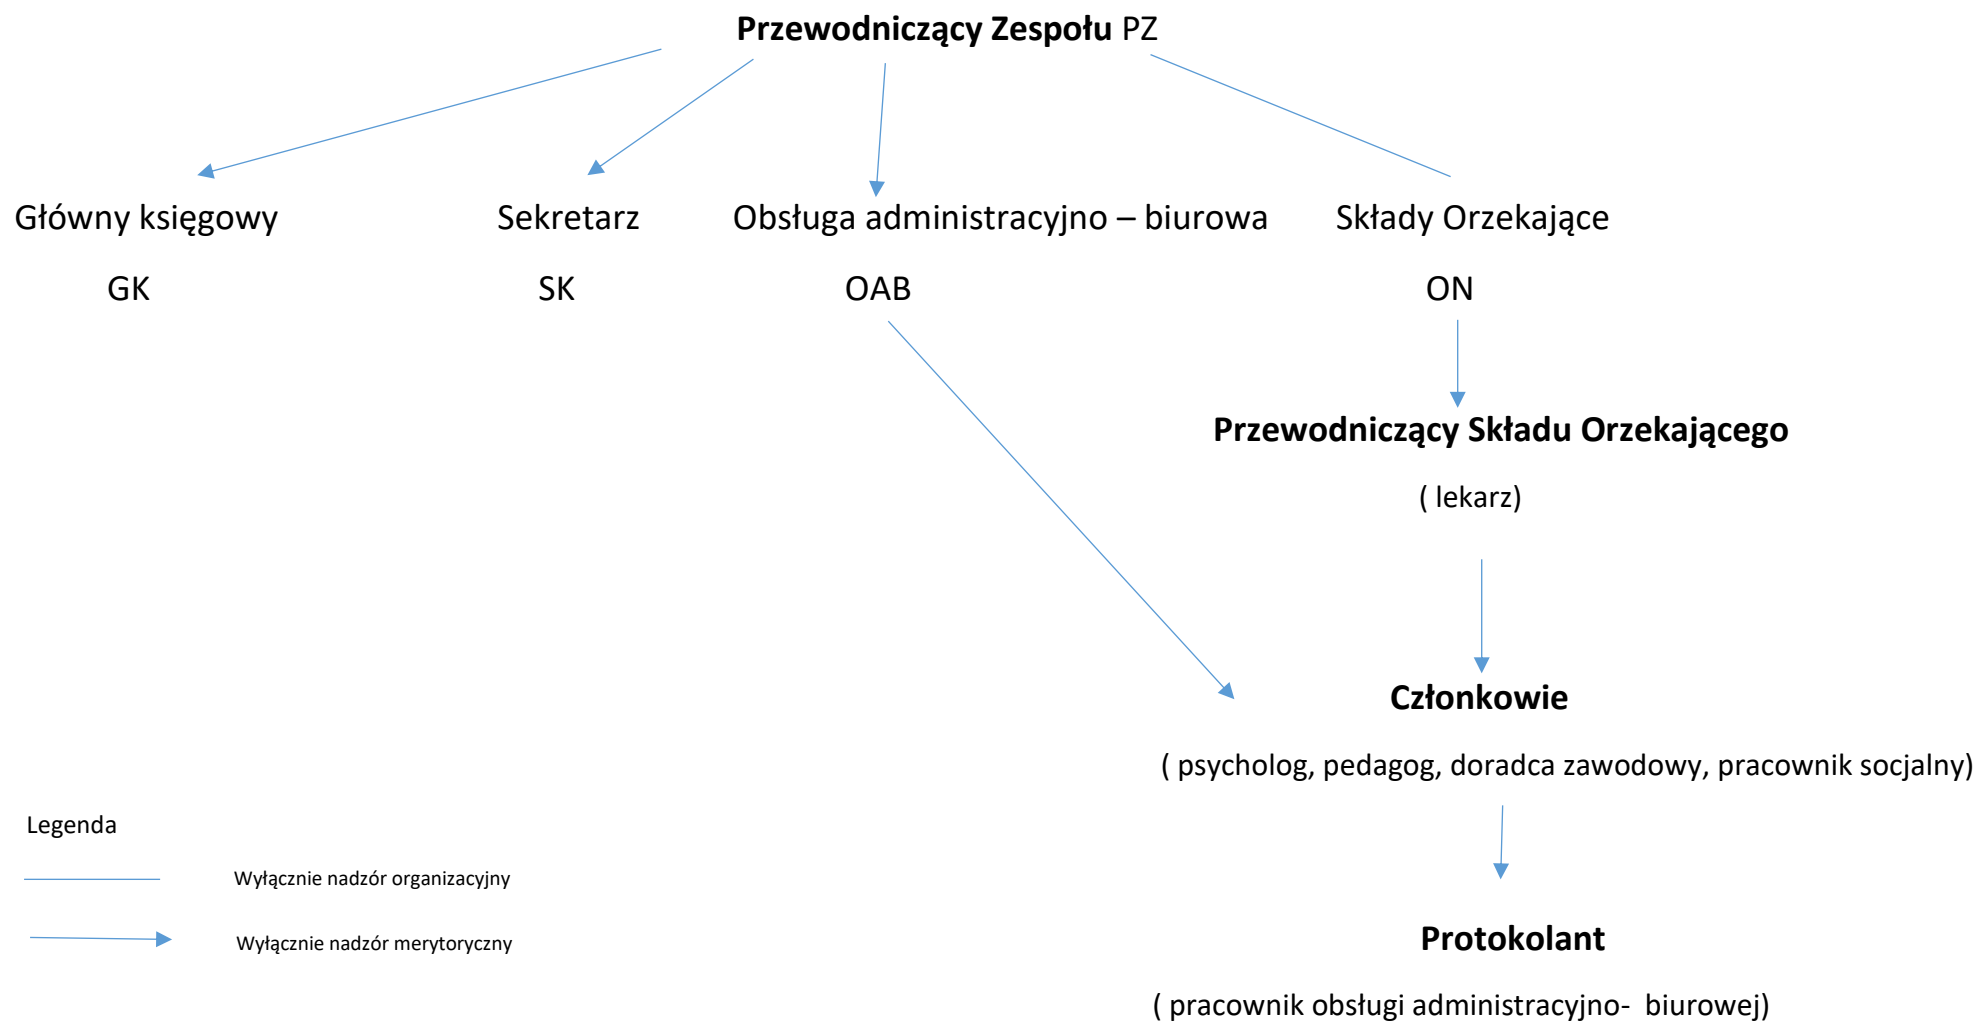 Przewodniczący Zespołu PZ
Główny księgowy
Sekretarz
Obsługa administracyjno – biurowa
Składy Orzekające
GK
SK
OAB
ON
Przewodniczący Składu Orzekającego
( lekarz)
Członkowie
( psycholog, pedagog, doradca zawodowy, pracownik socjalny)
Legenda
Wyłącznie nadzór organizacyjny
Wyłącznie nadzór merytoryczny
Protokolant
( pracownik obsługi administracyjno- biurowej)